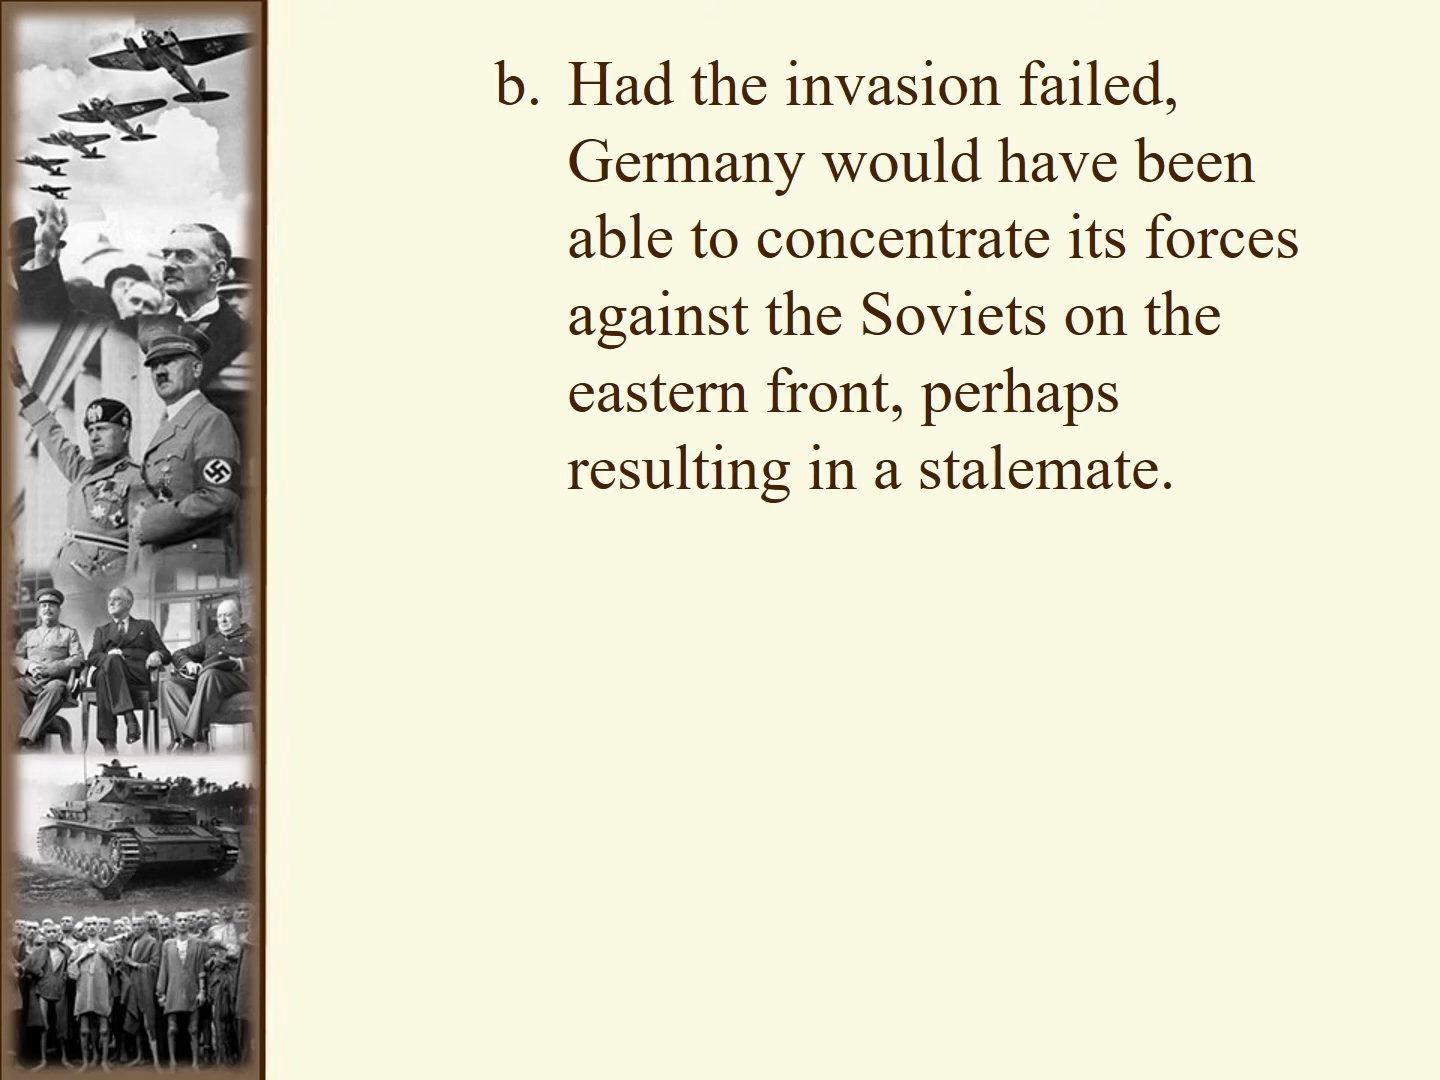 b. Had the invasion failed,
Germany would have been
able to concentrate its forces
against the Soviets on the
eastern front, perhaps
resulting in a stalemate.